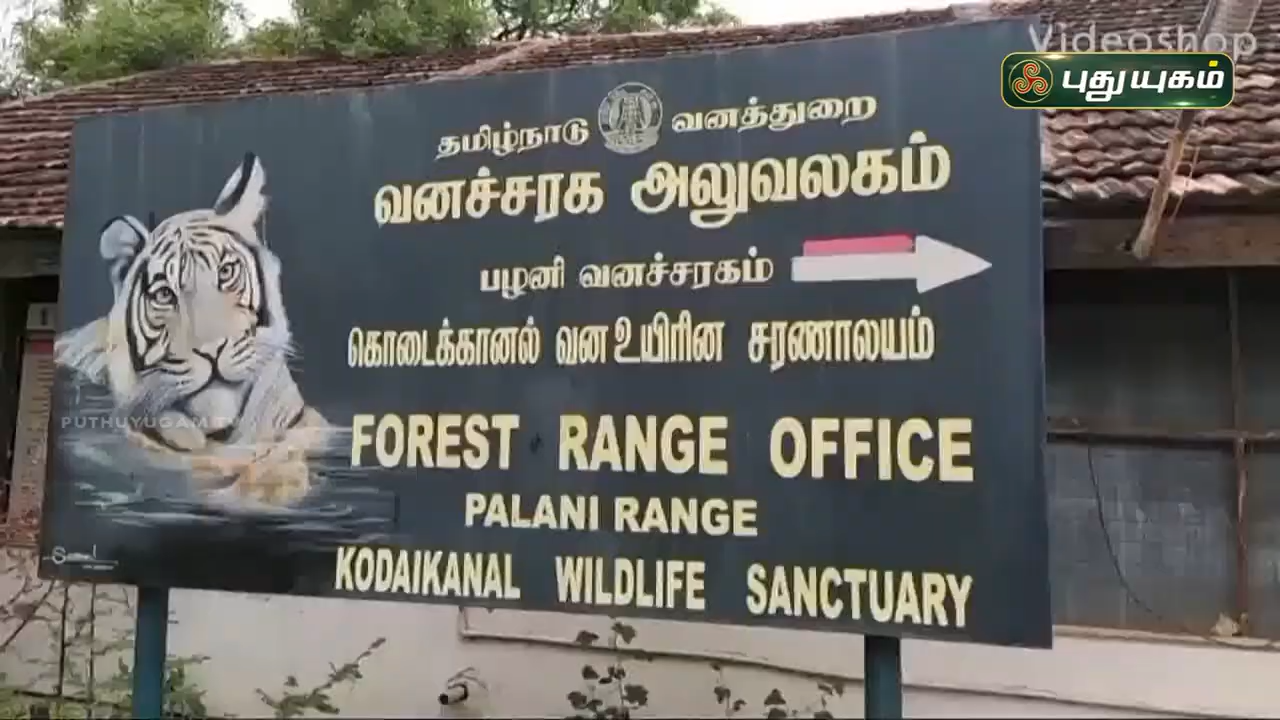 Videoshop
புதுயுகம்
தமிழ்நாடு வனத்துறை
வனச்சரக அலுவலகம்
பழனி வனச்சரகம்
கொடைக்கானல் வன உயிரின சரணாலயம்
PUTHUYUGAM TV
FOREST RANGE OFFICE
PALANI RANGE
KODAIKANAL WILDLIFE SANCTUARY